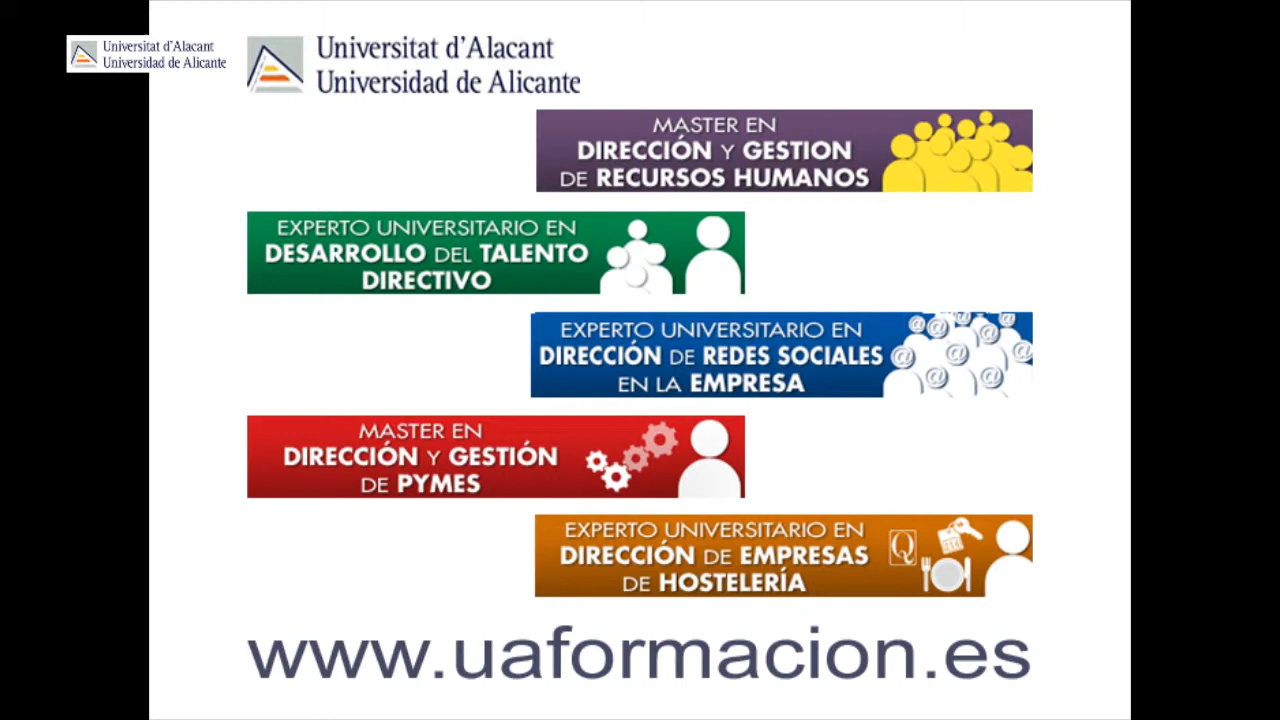 Universitat d'Alacant
Universidad de Alicante
Universitat d'Alacant
Universidad de Alicante
MASTER EN
DIRECCIÓN Y GESTION
DE RECURSOS HUMANOS
EXPERTO UNIVERSITARIO EN
DESARROLLO DEL TALENTO
DIRECTIVO
EXPERTO UNIVERSITARIO EN
DIRECCIÓN DE REDES SOCIALES
EN LA EMPRESA
@ @ @ @ @ @ @ @ @
MASTER EN
DIRECCIÓN Y GESTIÓN
DE PYMES
EXPERTO UNIVERSITARIO EN
DIRECCIÓN DE EMPRESAS
DE HOSTELERÍA
Q
www.uaformacion.es